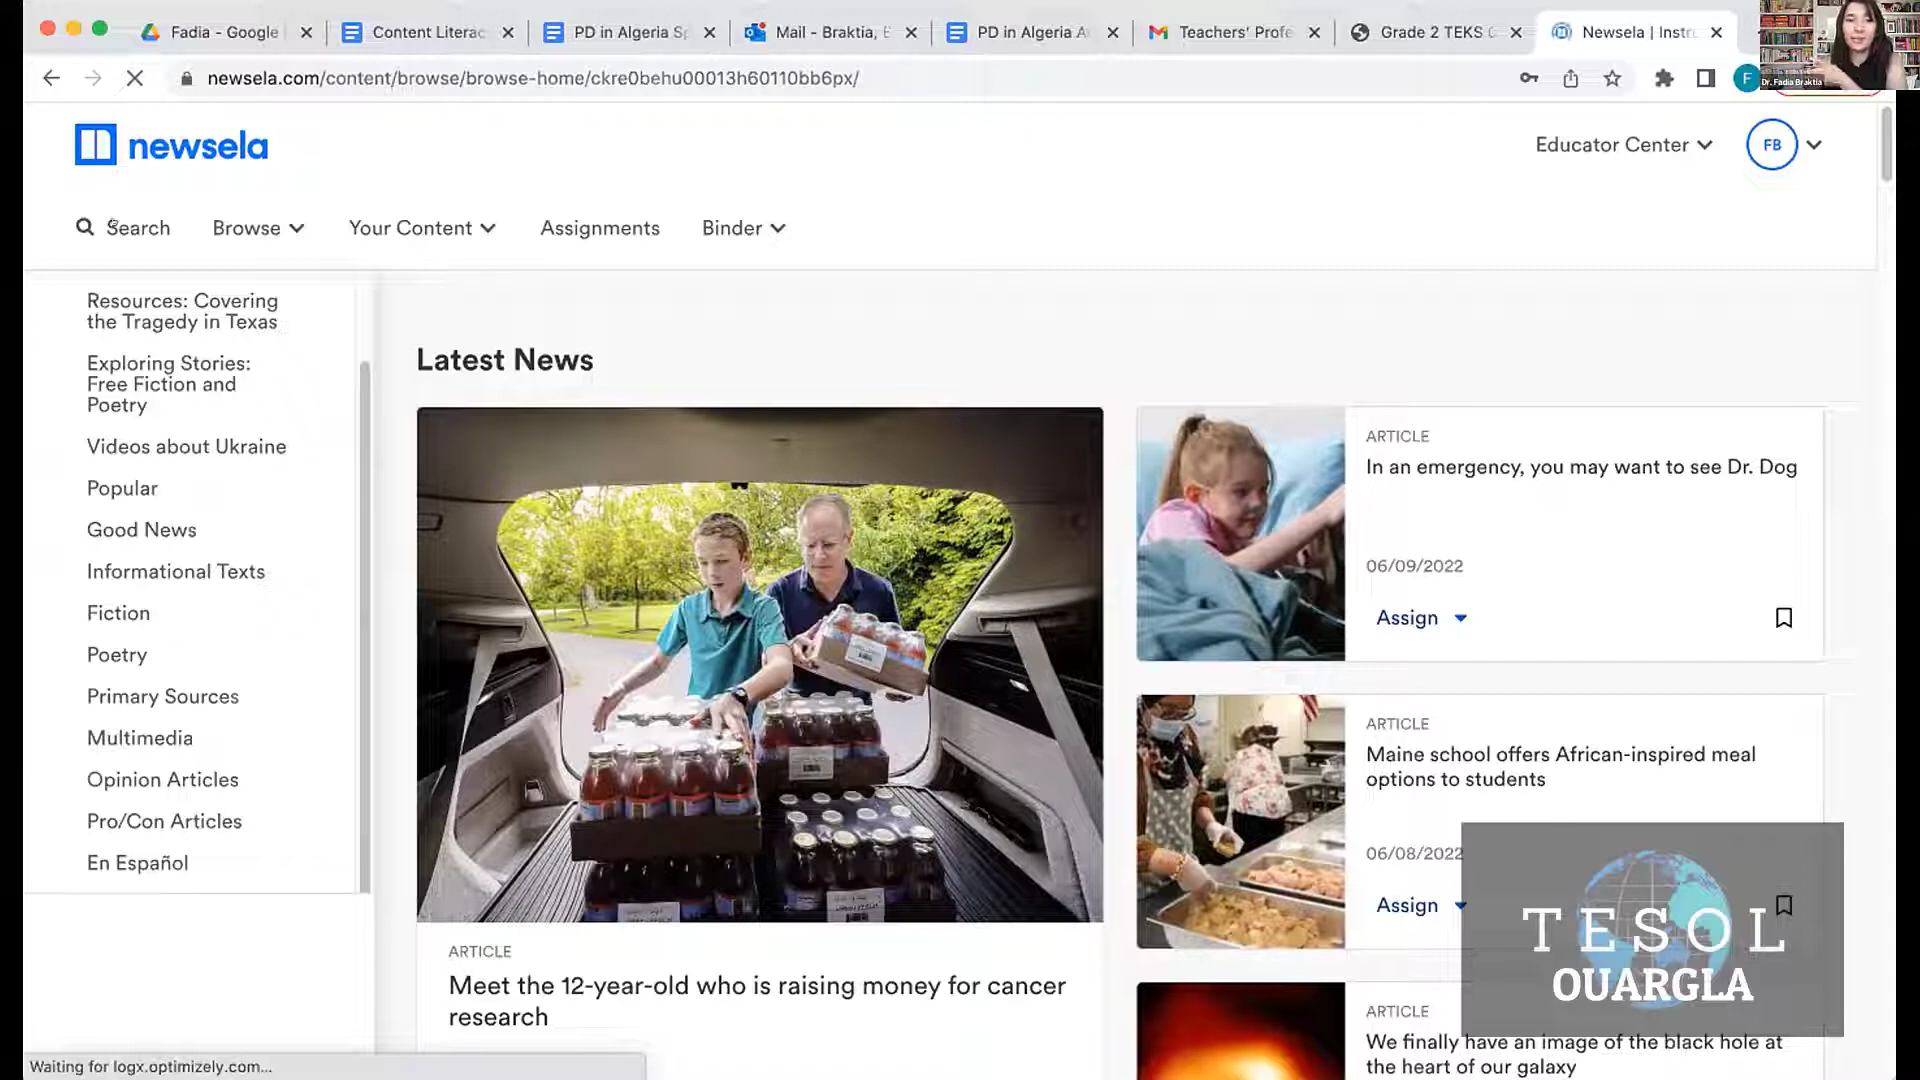 Fadia - Google
Content Literac
PD in Algeria Sp
Mail - Braktia, E
PD in Algeria A
Teachers' Profe
Grade 2 TEKS
Newsela | Instru
newsela.com/content/browse/browse-home/ckre0behu00013h60110bb6px/
F
Dr. Fadia Braktia
newsela
Educator Center
FB
Search
Browse
Your Content
Assignments
Binder
Resources: Covering
the Tragedy in Texas
Exploring Stories:
Free Fiction and
Poetry
Videos about Ukraine
Popular
Good News
Informational Texts
Fiction
Poetry
Primary Sources
Multimedia
Opinion Articles
Pro/Con Articles
En Español
Latest News
ARTICLE
Meet the 12-year-old who is raising money for cancer
research
ARTICLE
In an emergency, you may want to see Dr. Dog
06/09/2022
Assign
ARTICLE
Maine school offers African-inspired meal
options to students
06/08/2022
Assign
ARTICLE
We finally have an image of the black hole at
the heart of our galaxy
TESOL
OUARGLA
Waiting for logx.optimizely.com...